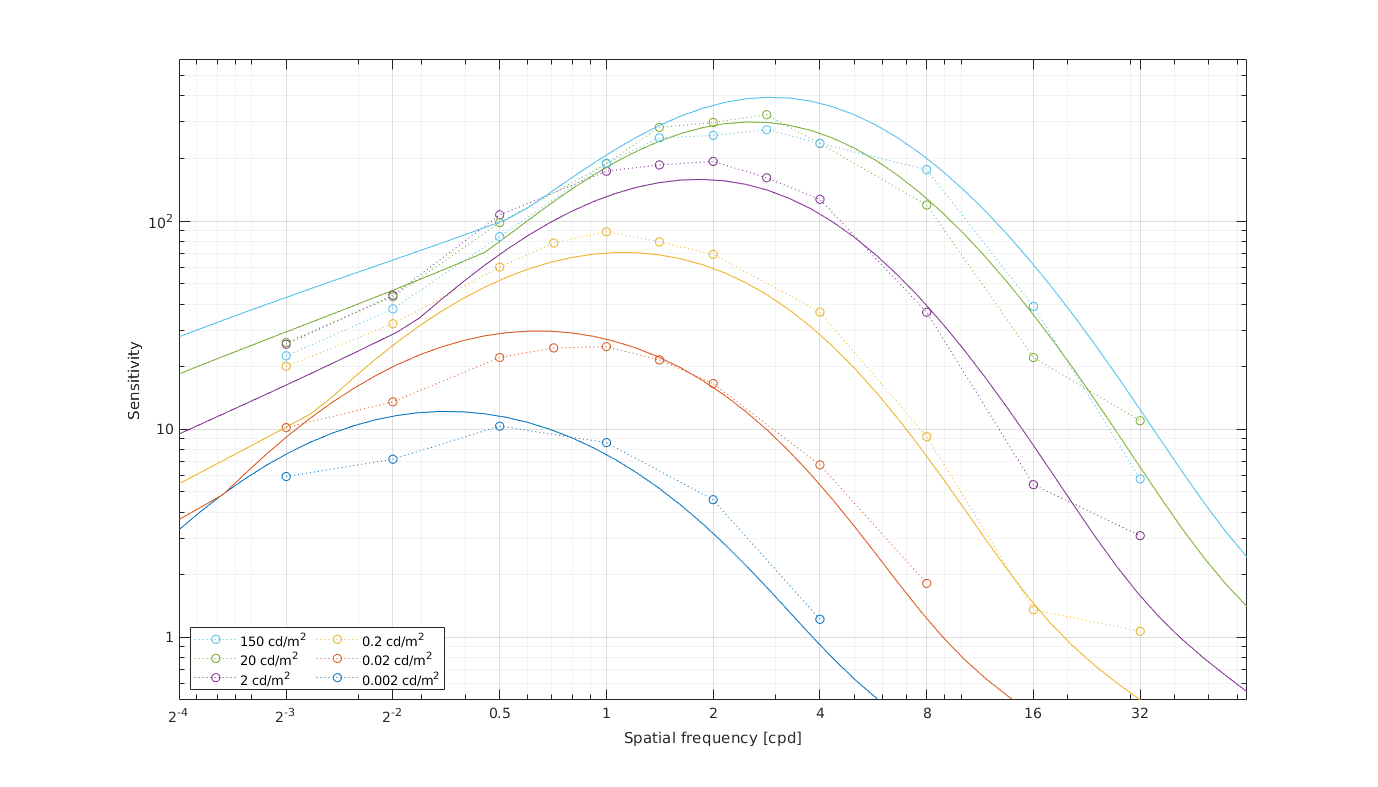 Sensitivity
10²
10
1
150 cd/m² 0.2 cd/m²
20 cd/m² 0.02 cd/m²
2 cd/m² 0.002 cd/m²
2⁻⁴ 2⁻³ 2⁻² 0.5 1 2 4 8 16 32
Spatial frequency [cpd]